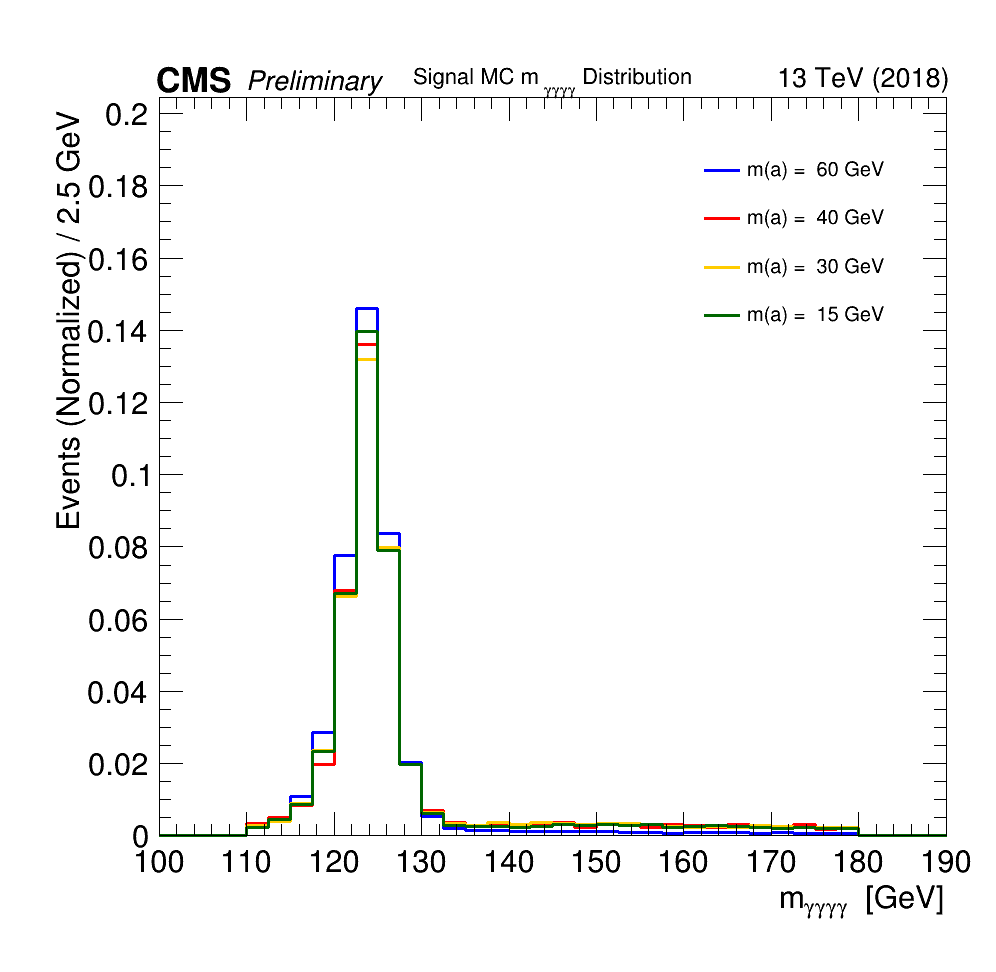 CMS Preliminary Signal MC m γγγγ Distribution 13 TeV (2018)
Events (Normalized) / 2.5 GeV
0.2
0.18
0.16
0.14
0.12
0.1
0.08
0.06
0.04
0.02
0
m(a) = 60 GeV
m(a) = 40 GeV
m(a) = 30 GeV
m(a) = 15 GeV
100 110 120 130 140 150 160 170 180 190
mγγγγ [GeV]